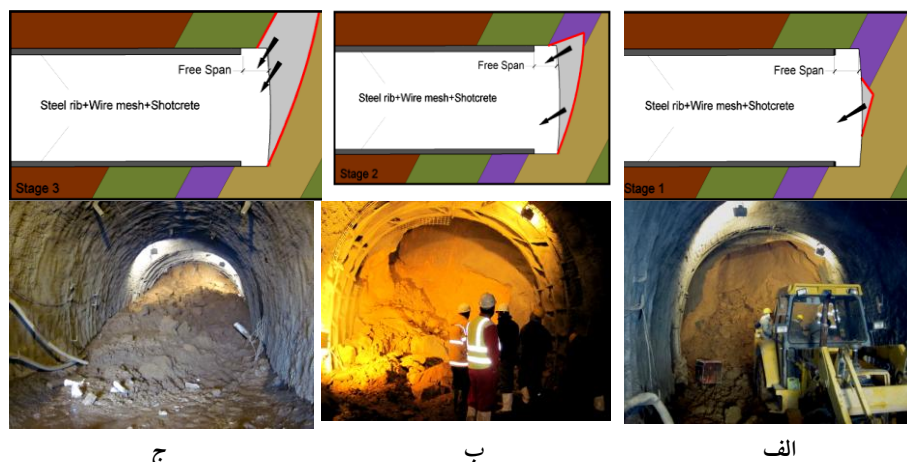 Free Span
Steel rib+Wire mesh+Shotcrete
Stage 3
Free Span
Steel rib+Wire mesh+Shotcrete
Stage 2
Free Span
Steel rib+Wire mesh+Shotcrete
Stage 1
ج
ب
الف